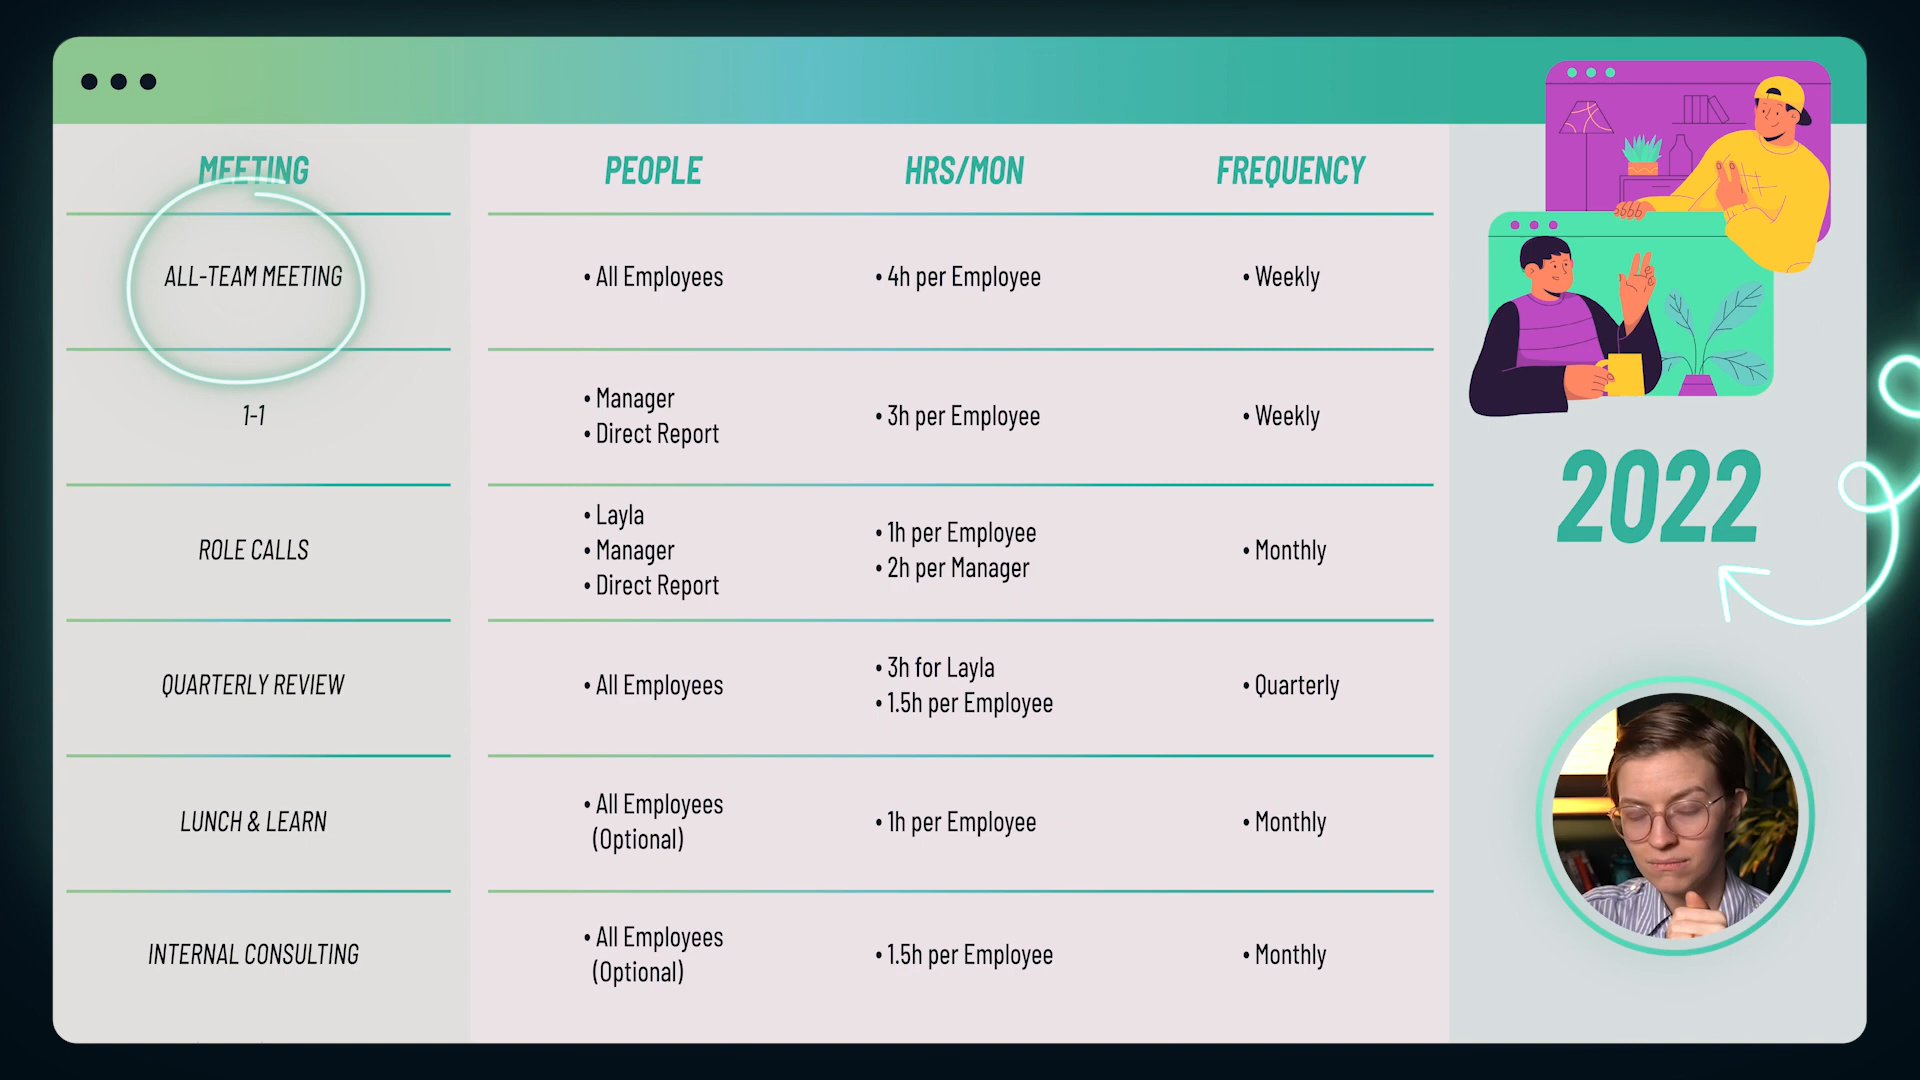 MEETING
PEOPLE
HRS/MON
FREQUENCY
ALL-TEAM MEETING
• All Employees
• 4h per Employee
• Weekly
1-1
• Manager
• Direct Report
• 3h per Employee
• Weekly
ROLE CALLS
• Layla
• Manager
• Direct Report
• 1h per Employee
• 2h per Manager
• Monthly
QUARTERLY REVIEW
• All Employees
• 3h for Layla
• 1.5h per Employee
• Quarterly
LUNCH & LEARN
• All Employees
(Optional)
• 1h per Employee
• Monthly
INTERNAL CONSULTING
• All Employees
(Optional)
• 1.5h per Employee
• Monthly
2022